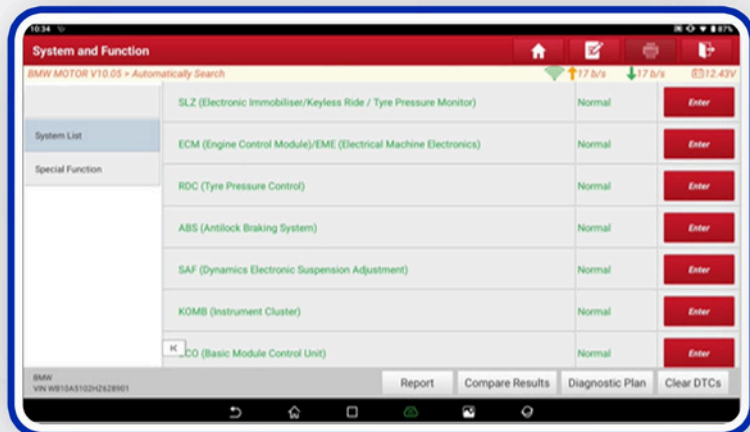 10:34
87%
System and Function
BMW MOTOR V10.05 > Automatically Search
17 b/s
17 b/s
12.43V
SLZ (Electronic Immobiliser/Keyless Ride / Tyre Pressure Monitor)
Normal
Enter
System List
ECM (Engine Control Module)/EME (Electrical Machine Electronics)
Normal
Enter
Special Function
RDC (Tyre Pressure Control)
Normal
Enter
ABS (Antilock Braking System)
Normal
Enter
SAF (Dynamics Electronic Suspension Adjustment)
Normal
Enter
KOMB (Instrument Cluster)
Normal
Enter
CO (Basic Module Control Unit)
Normal
Enter
BMW
VIN WB10A5102HZ628901
Report
Compare Results
Diagnostic Plan
Clear DTCs